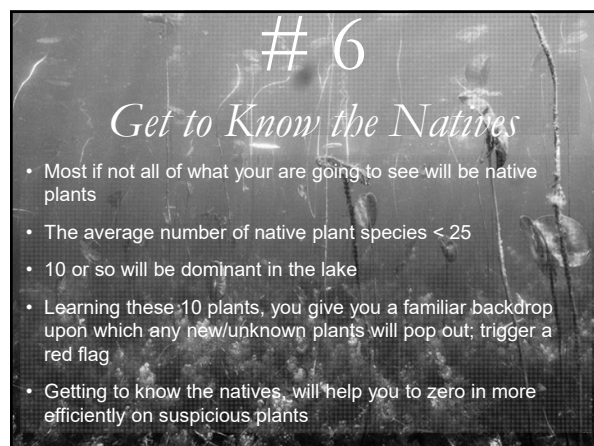 # 6
Get to Know the Natives
• Most if not all of what your are going to see will be native
plants
• The average number of native plant species < 25
• 10 or so will be dominant in the lake
• Learning these 10 plants, you give you a familiar backdrop
upon which any new/unknown plants will pop out; trigger a
red flag
• Getting to know the natives, will help you to zero in more
efficiently on suspicious plants